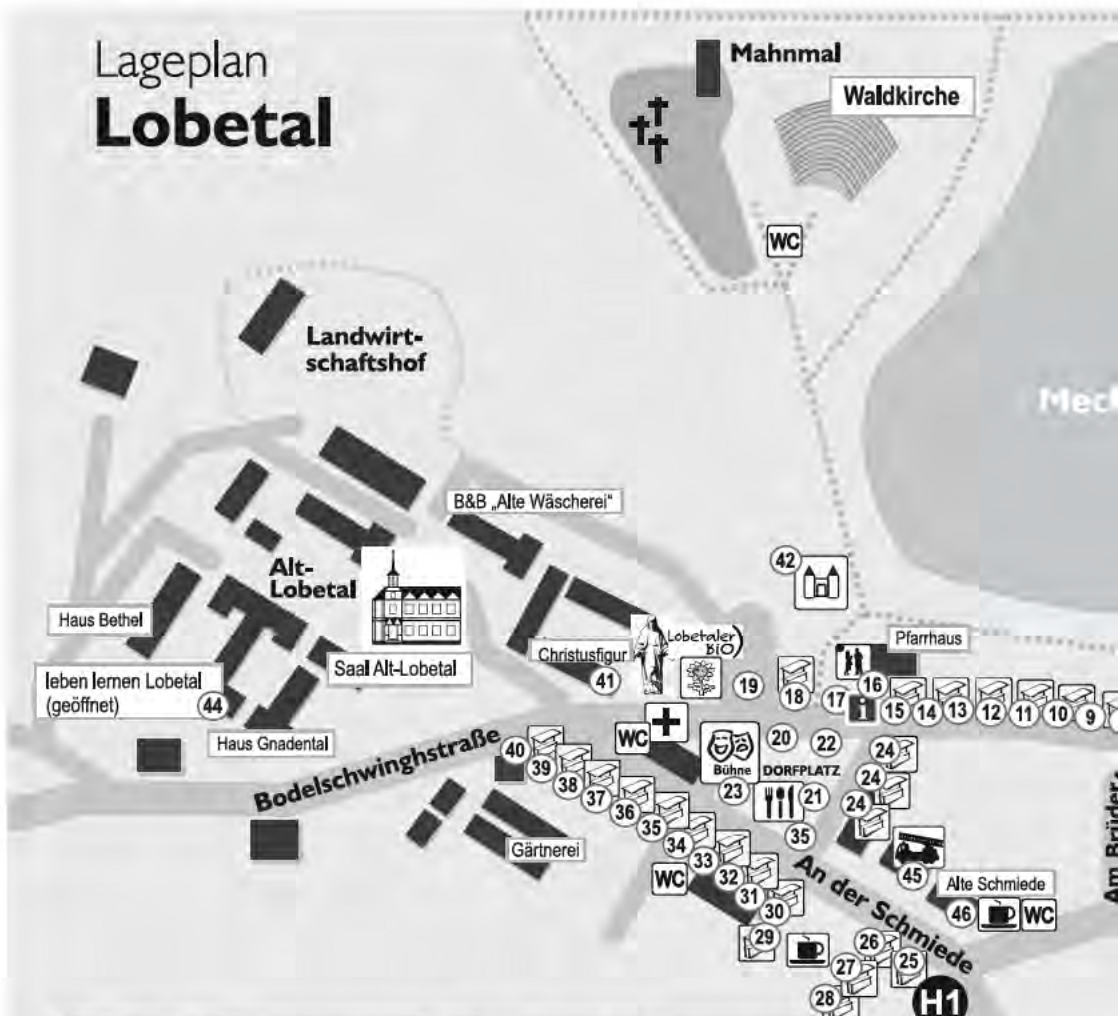 Lageplan
Lobetal
Mahnmal
Waldkirche
WC
Landwirt-
schaftshof
B&B „Alte Wäscherei“
Alt-
Lobetal
Haus Bethel
Saal Alt-Lobetal
leben lernen Lobetal
(geöffnet)
44
Haus Gnadental
Christusfigur
41
Lobetaler
BiO
42
Pfarrhaus
19
18
17
16
i
15
14
13
12
11
10
9
Bodelschwinghstraße
WC
Bühne
DORFPLATZ
20
22
23
21
35
24
24
24
40
39
38
37
36
35
34
33
32
31
30
29
WC
Gärtnerei
45
Alte Schmiede
46
WC
An der Schmiede
26
25
27
28
H1